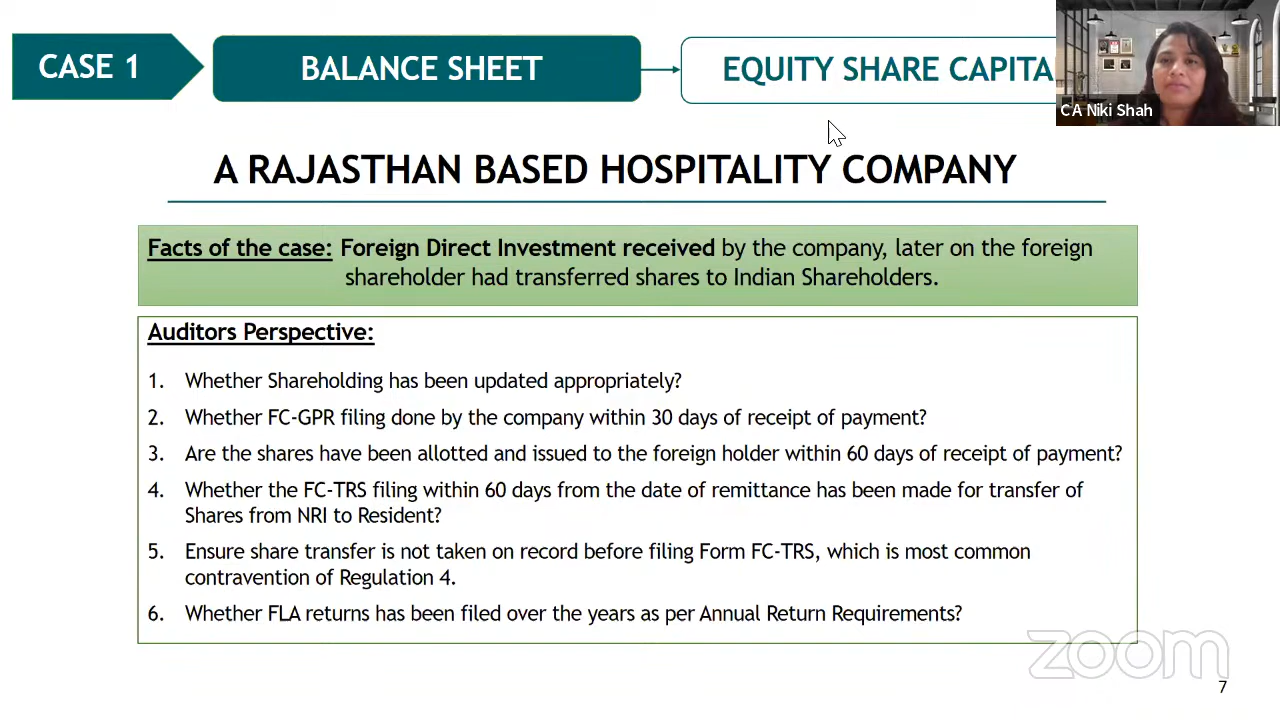 CASE 1
BALANCE SHEET
EQUITY SHARE CAPITA
CA Niki Shah
A RAJASTHAN BASED HOSPITALITY COMPANY
Facts of the case: Foreign Direct Investment received by the company, later on the foreign
shareholder had transferred shares to Indian Shareholders.
Auditors Perspective:
1. Whether Shareholding has been updated appropriately?
2. Whether FC-GPR filing done by the company within 30 days of receipt of payment?
3. Are the shares have been allotted and issued to the foreign holder within 60 days of receipt of payment?
4. Whether the FC-TRS filing within 60 days from the date of remittance has been made for transfer of
Shares from NRI to Resident?
5. Ensure share transfer is not taken on record before filing Form FC-TRS, which is most common
contravention of Regulation 4.
6. Whether FLA returns has been filed over the years as per Annual Return Requirements?
zoom
7